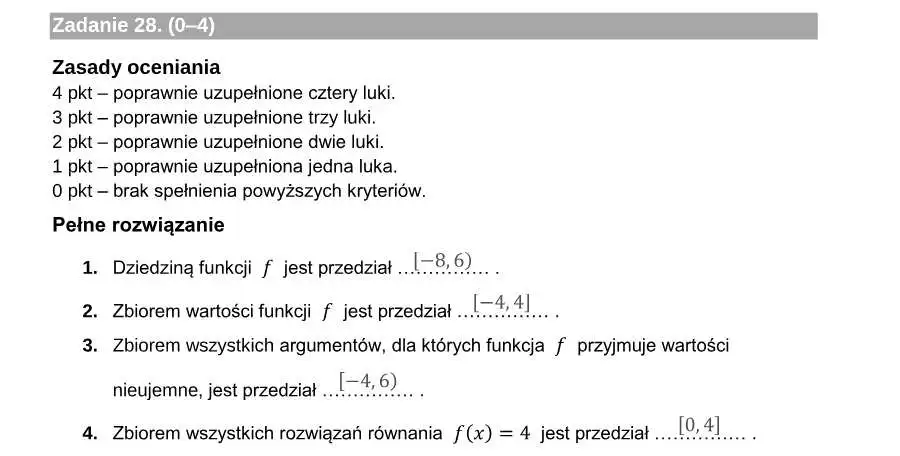 Zadanie 28. (0–4)
Zasady oceniania
4 pkt – poprawnie uzupełnione cztery luki.
3 pkt – poprawnie uzupełnione trzy luki.
2 pkt – poprawnie uzupełnione dwie luki.
1 pkt – poprawnie uzupełniona jedna luka.
0 pkt – brak spełnienia powyższych kryteriów.
Pełne rozwiązanie
1. Dziedziną funkcji f jest przedział [−8, 6) .
2. Zbiorem wartości funkcji f jest przedział [−4, 4] .
3. Zbiorem wszystkich argumentów, dla których funkcja f przyjmuje wartości
nieujemne, jest przedział [−4, 6) .
4. Zbiorem wszystkich rozwiązań równania f(x) = 4 jest przedział [0, 4] .